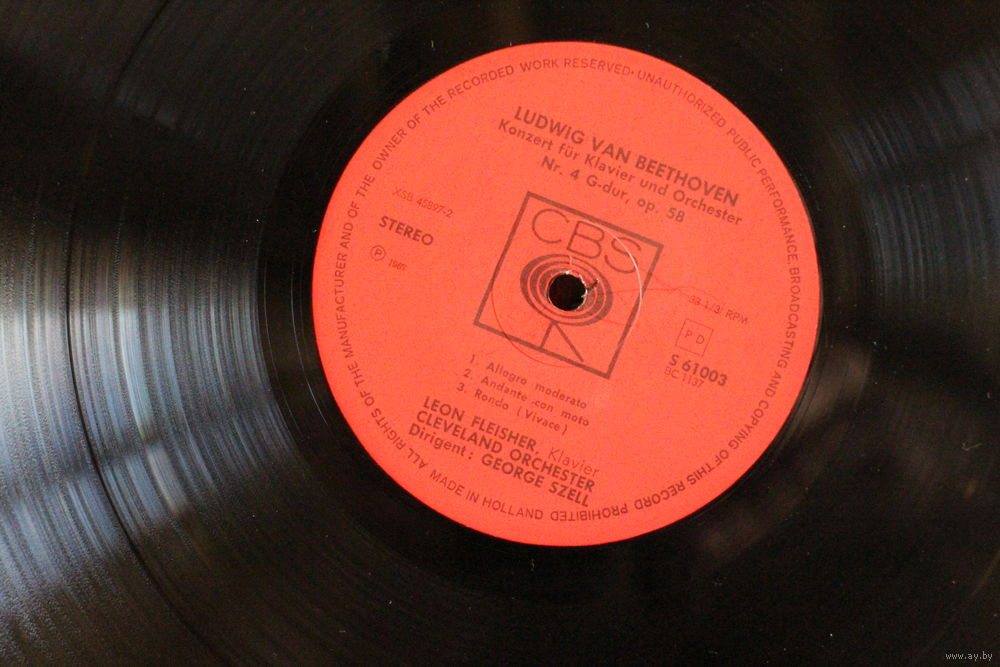 ALL RIGHTS OF THE MANUFACTURER AND OF THE OWNER OF THE RECORDED WORK RESERVED· UNAUTHORIZED PUBLIC PERFORMANCE, BROADCASTING AND COPYING OF THIS RECORD PROHIBITED
MADE IN HOLLAND
LUDWIG VAN BEETHOVEN
Konzert für Klavier und Orchester
Nr. 4 G-dur, op. 58
XSB 45897-2
STEREO
Ⓟ 1967
CBS
33 1/3 RPM
P D
S 61003
BC 1137
1. Allegro moderato
2. Andante con moto
3. Rondo (Vivace)
LEON FLEISHER, Klavier
CLEVELAND ORCHESTER
Dirigent: GEORGE SZELL
www.ay.by